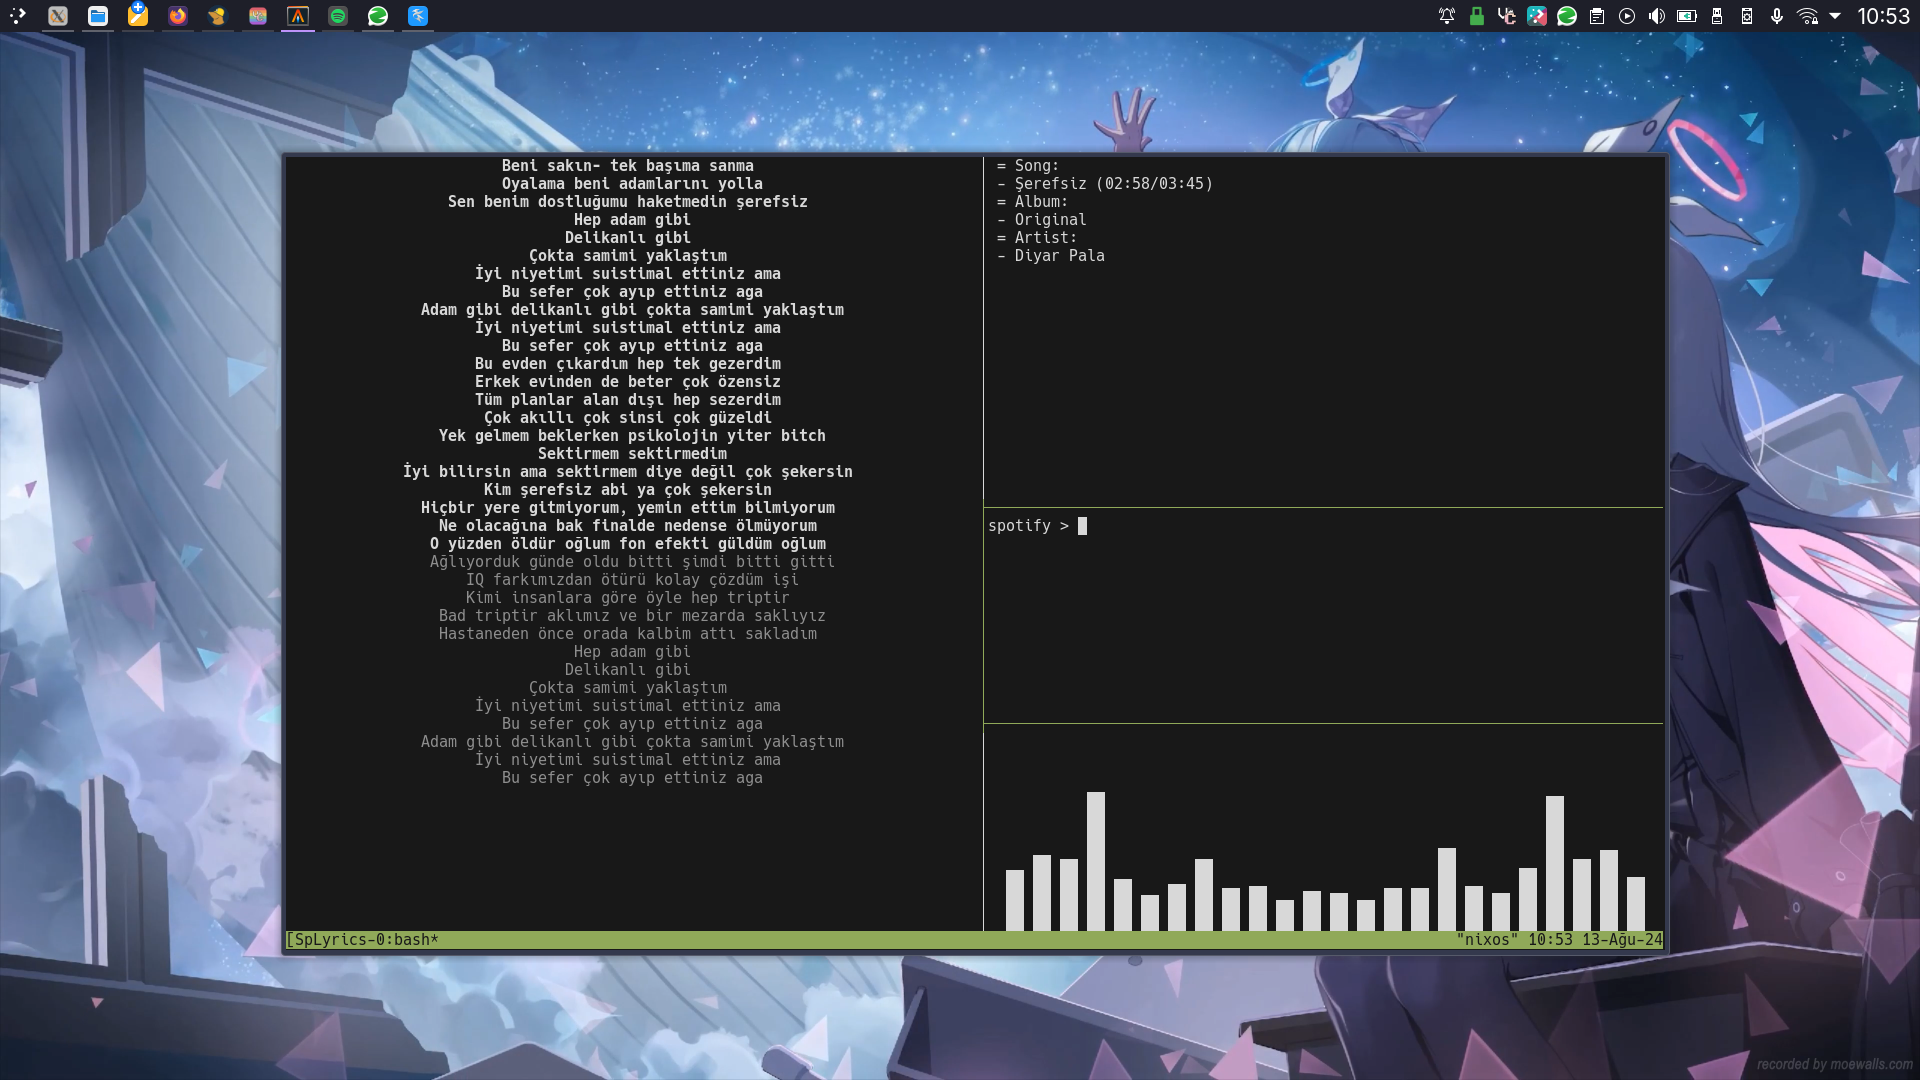 10:53
Beni sakın- tek başıma sanma
Oyalama beni adamlarını yolla
Sen benim dostluğumu haketmedin şerefsiz
Hep adam gibi
Delikanlı gibi
Çokta samimi yaklaştım
İyi niyetimi suistimal ettiniz ama
Bu sefer çok ayıp ettiniz aga
Adam gibi delikanlı gibi çokta samimi yaklaştım
İyi niyetimi suistimal ettiniz ama
Bu sefer çok ayıp ettiniz aga
Bu evden çıkardım hep tek gezerdim
Erkek evinden de beter çok özensiz
Tüm planlar alan dışı hep sezerdim
Çok akıllı çok sinsi çok güzeldi
Yek gelmem beklerken psikolojin yiter bitch
Sektirmem sektirmedim
İyi bilirsin ama sektirmem diye değil çok şekersin
Kim şerefsiz abi ya çok şekersin
Hiçbir yere gitmiyorum, yemin ettim bilmiyorum
Ne olacağına bak finalde nedense ölmüyorum
O yüzden öldür oğlum fon efekti güldüm oğlum
Ağlıyorduk günde oldu bitti şimdi bitti gitti
IQ farkımızdan ötürü kolay çözdüm işi
Kimi insanlara göre öyle hep triptir
Bad triptir aklımız ve bir mezarda saklıyız
Hastaneden önce orada kalbim attı sakladım
Hep adam gibi
Delikanlı gibi
Çokta samimi yaklaştım
İyi niyetimi suistimal ettiniz ama
Bu sefer çok ayıp ettiniz aga
Adam gibi delikanlı gibi çokta samimi yaklaştım
İyi niyetimi suistimal ettiniz ama
Bu sefer çok ayıp ettiniz aga
= Song:
- Şerefsiz (02:58/03:45)
= Album:
- Original
= Artist:
- Diyar Pala
spotify >
[SpLyrics-0:bash*
"nixos" 10:53 13-Ağu-24
recorded by moewalls.com